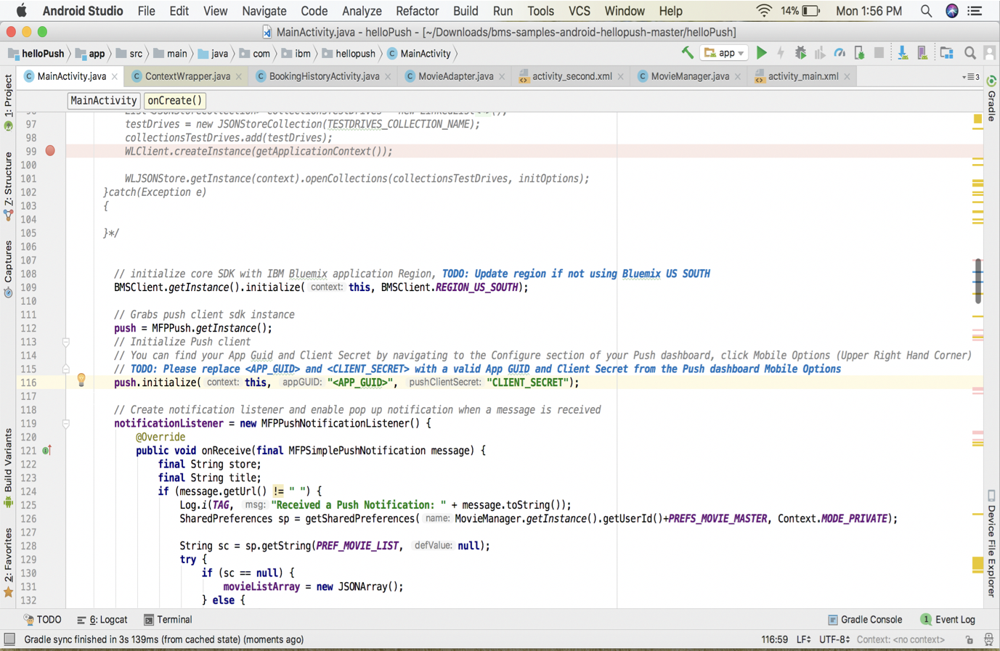 Android Studio File Edit View Navigate Code Analyze Refactor Build Run Tools VCS Window Help 14% Mon 1:56 PM
MainActivity.java - helloPush - [~/Downloads/bms-samples-android-hellopush-master/helloPush]
helloPush app src main java com ibm hellopush MainActivity app
MainActivity.java ContextWrapper.java BookingHistoryActivity.java MovieAdapter.java activity_second.xml MovieManager.java activity_main.xml 3
MainActivity onCreate()
96 List<JSONStoreCollection> collectionsTestDrives = new LinkedList<>();
97 testDrives = new JSONStoreCollection(TESTDRIVES_COLLECTION_NAME);
98 collectionsTestDrives.add(testDrives);
99 WLClient.createInstance(getApplicationContext());
100
101 WLJSONStore.getInstance(context).openCollections(collectionsTestDrives, initOptions);
102 }catch(Exception e)
103 {
104
105 }*/
106
107
108 // initialize core SDK with IBM Bluemix application Region, TODO: Update region if not using Bluemix US SOUTH
109 BMSClient.getInstance().initialize( context: this, BMSClient.REGION_US_SOUTH);
110
111 // Grabs push client sdk instance
112 push = MFPPush.getInstance();
113 // Initialize Push client
114 // You can find your App Guid and Client Secret by navigating to the Configure section of your Push dashboard, click Mobile Options (Upper Right Hand Corner)
115 // TODO: Please replace <APP_GUID> and <CLIENT_SECRET> with a valid App GUID and Client Secret from the Push dashboard Mobile Options
116 push.initialize( context: this, appGUID: "<APP_GUID>", pushClientSecret: "CLIENT_SECRET");
117
118 // Create notification listener and enable pop up notification when a message is received
119 notificationListener = new MFPPushNotificationListener() {
120 @Override
121 public void onReceive(final MFPSimplePushNotification message) {
122 final String store;
123 final String title;
124 if (message.getUrl() != " ") {
125 Log.i(TAG, msg: "Received a Push Notification: " + message.toString());
126 SharedPreferences sp = getSharedPreferences( name: MovieManager.getInstance().getUserId()+PREFS_MOVIE_MASTER, Context.MODE_PRIVATE);
127
128 String sc = sp.getString(PREF_MOVIE_LIST, defValue: null);
129 try {
130 if (sc == null) {
131 movieListArray = new JSONArray();
132 } else {
1: Project
7: Structure
Captures
Build Variants
2: Favorites
Gradle
Device File Explorer
TODO 6: Logcat Terminal Gradle Console 1 Event Log
Gradle sync finished in 3s 139ms (from cached state) (moments ago) 116:59 LF UTF-8 Context: <no context>